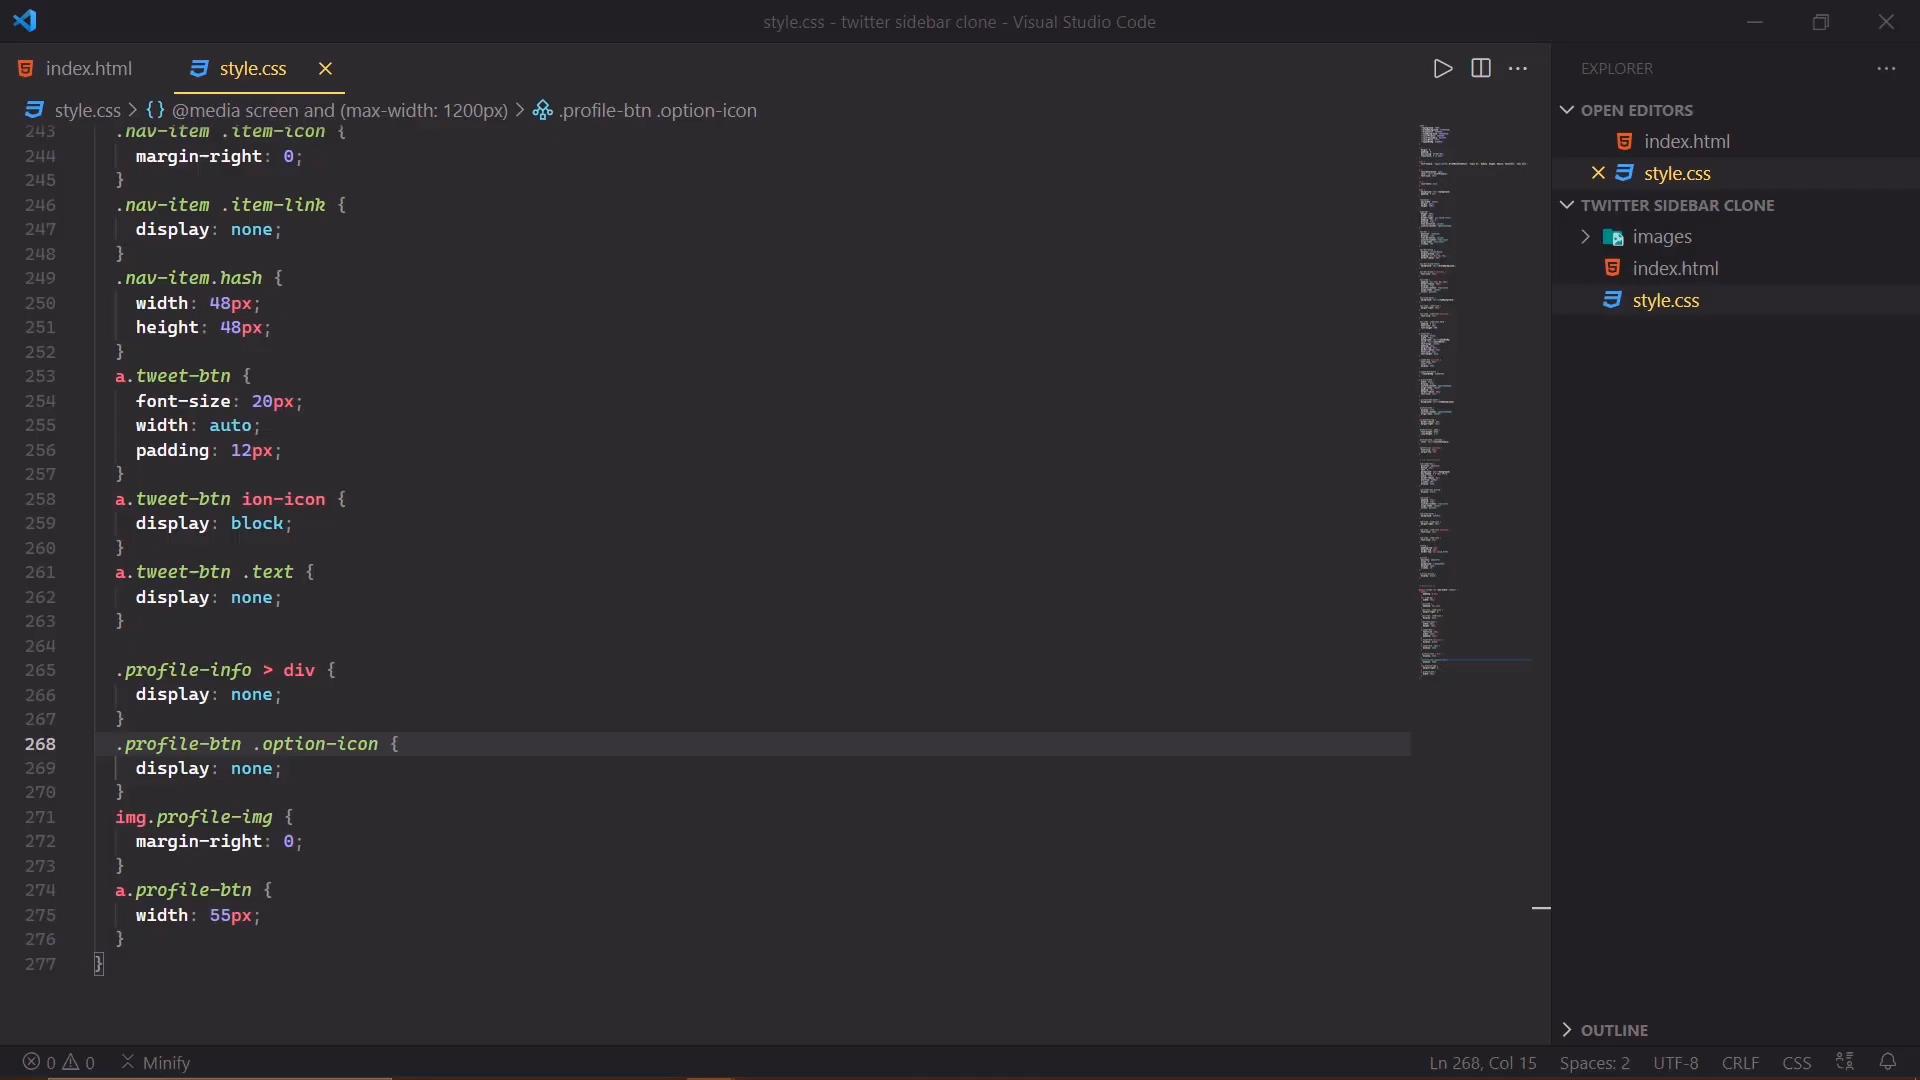 style.css - twitter sidebar clone - Visual Studio Code
index.html
style.css
style.css > {} @media screen and (max-width: 1200px) > .profile-btn .option-icon
243 .nav-item .item-icon {
244 margin-right: 0;
245 }
246 .nav-item .item-link {
247 display: none;
248 }
249 .nav-item.hash {
250 width: 48px;
251 height: 48px;
252 }
253 a.tweet-btn {
254 font-size: 20px;
255 width: auto;
256 padding: 12px;
257 }
258 a.tweet-btn ion-icon {
259 display: block;
260 }
261 a.tweet-btn .text {
262 display: none;
263 }
264
265 .profile-info > div {
266 display: none;
267 }
268 .profile-btn .option-icon {
269 display: none;
270 }
271 img.profile-img {
272 margin-right: 0;
273 }
274 a.profile-btn {
275 width: 55px;
276 }
277 }
EXPLORER
OPEN EDITORS
index.html
style.css
TWITTER SIDEBAR CLONE
images
index.html
style.css
OUTLINE
0 0 Minify
Ln 268, Col 15 Spaces: 2 UTF-8 CRLF CSS